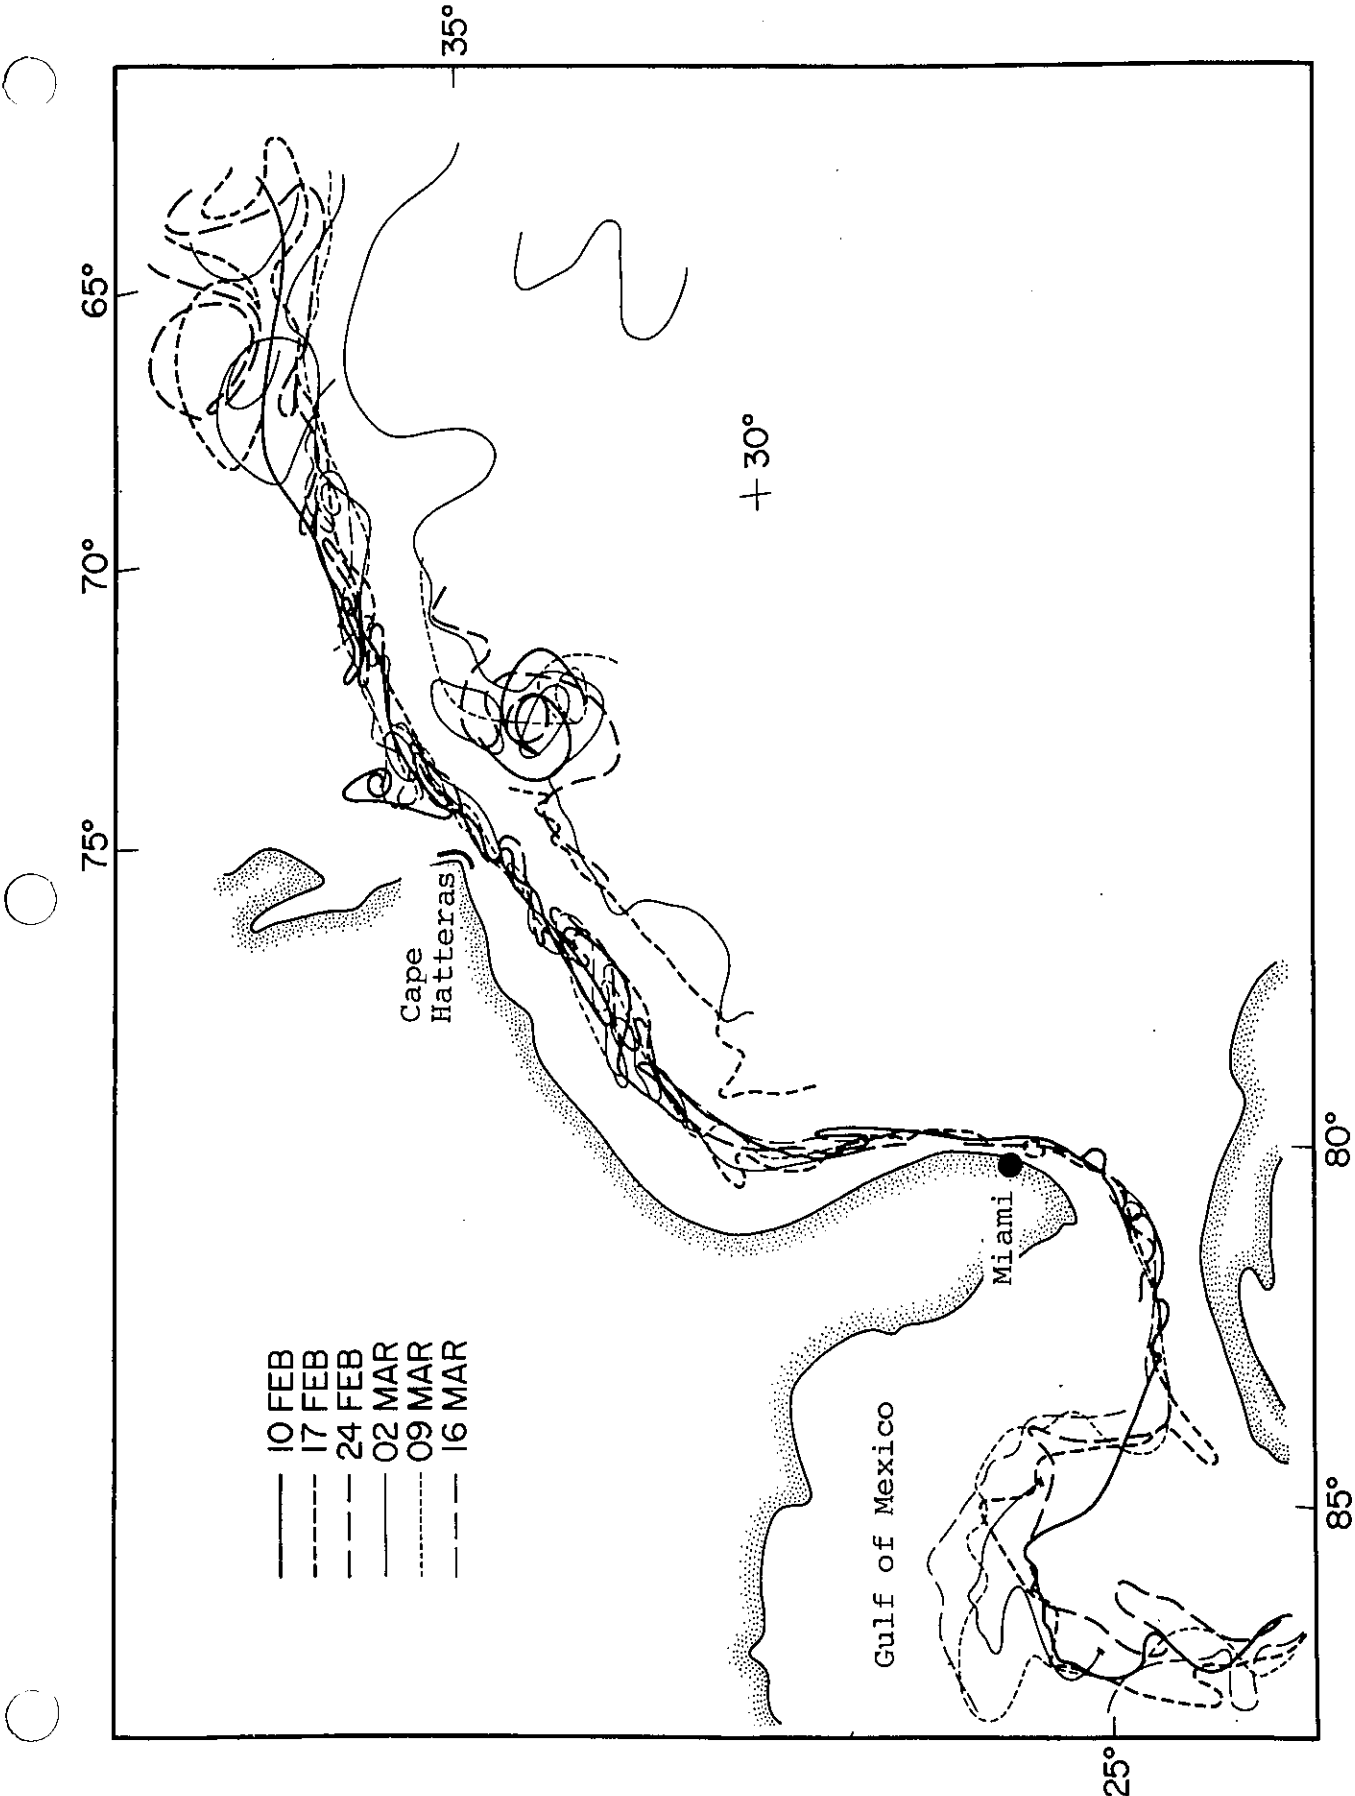 10 FEB
17 FEB
24 FEB
02 MAR
09 MAR
16 MAR
75°
70°
65°
35°
Cape
Hatteras
+ 30°
Gulf of Mexico
Miami
25°
85°
80°